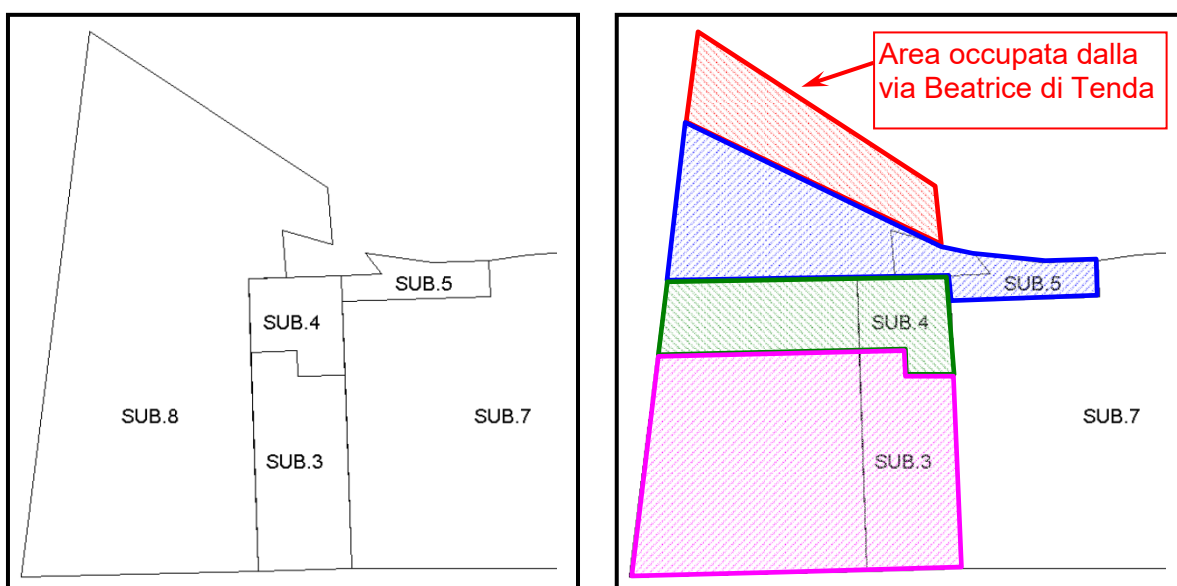 SUB.5
SUB.4
SUB.8
SUB.7
SUB.3
Area occupata dalla
via Beatrice di Tenda
SUB.5
SUB.4
SUB.7
SUB.3